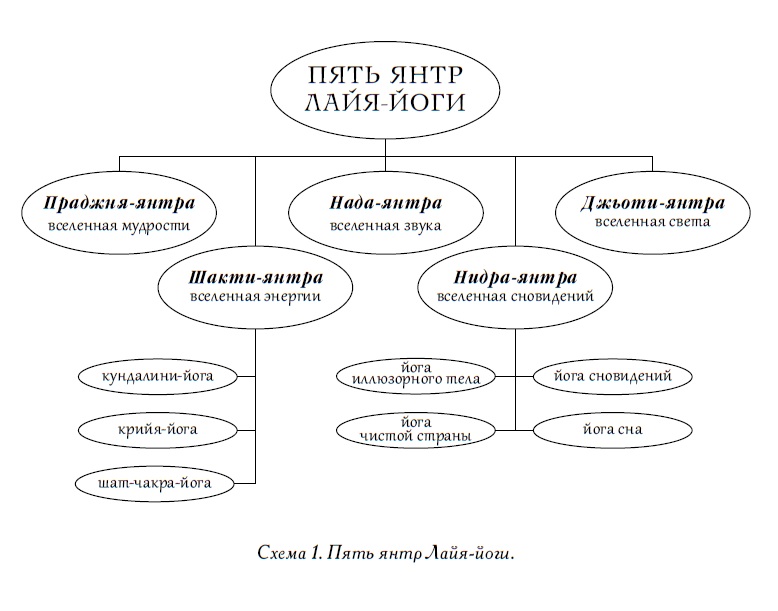 ПЯТЬ ЯНТР
ЛАЙЯ-ЙОГИ
Праджня-янтра
вселенная мудрости
Нада-янтра
вселенная звука
Джьоти-янтра
вселенная света
Шакти-янтра
вселенная энергии
Нидра-янтра
вселенная сновидений
кундалини-йога
крийя-йога
шат-чакра-йога
йога
иллюзорного тела
йога сновидений
йога
чистой страны
йога сна
Схема 1. Пять янтр Лайя-йоги.